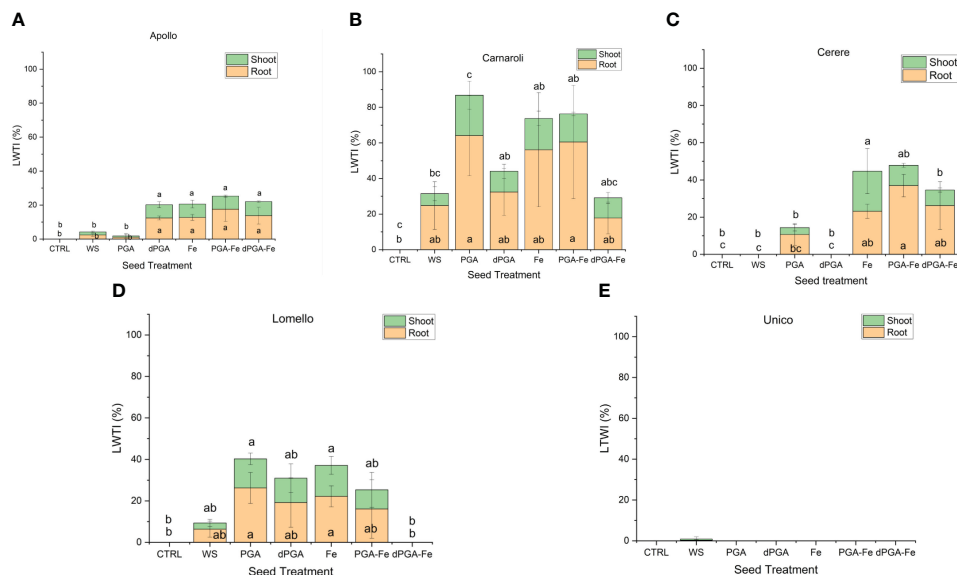 A
Apollo
Shoot
Root
100
80
60
40
20
0
LWTI (%)
b b b a a a a
b b b a a a a
CTRL WS PGA dPGA Fe PGA-Fe dPGA-Fe
Seed Treatment
B
Carnaroli
Shoot
Root
100
80
60
40
20
0
LWTI (%)
c bc c ab ab ab abc
b ab a ab ab a ab
CTRL WS PGA dPGA Fe PGA-Fe dPGA-Fe
Seed Treatment
C
Cerere
Shoot
Root
100
80
60
40
20
0
LWTI (%)
b b b b a ab b
c c bc c ab a ab
CTRL WS PGA dPGA Fe PGA-Fe dPGA-Fe
Seed Treatment
D
Lomello
Shoot
Root
100
80
60
40
20
0
LWTI (%)
b ab a ab a ab b
b ab a ab a ab b
CTRL WS PGA dPGA Fe PGA-Fe dPGA-Fe
Seed Treatment
E
Unico
Shoot
Root
100
80
60
40
20
0
LTWI (%)
CTRL WS PGA dPGA Fe PGA-Fe dPGA-Fe
Seed Treatment